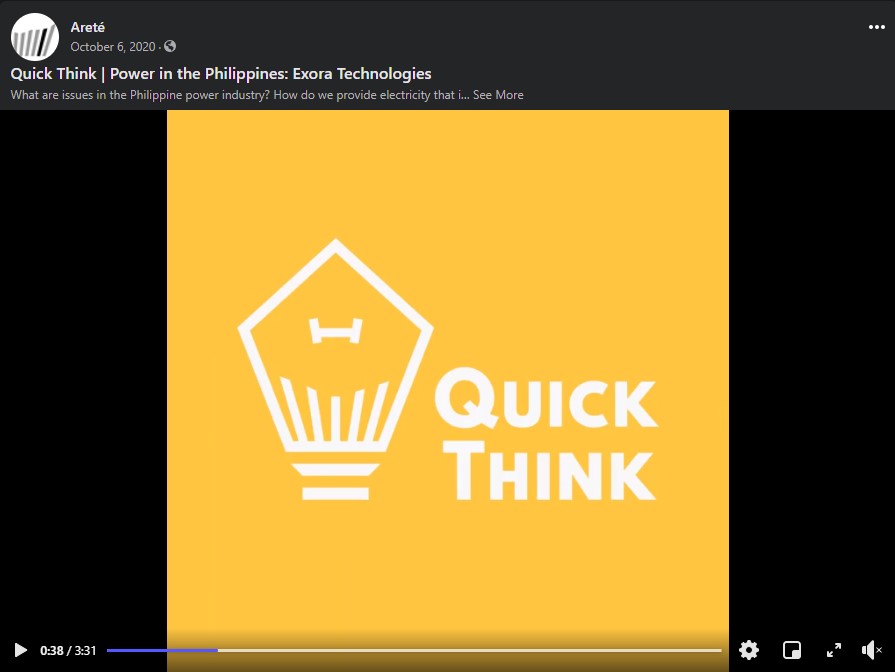 Areté
October 6, 2020 ·
Quick Think | Power in the Philippines: Exora Technologies
What are issues in the Philippine power industry? How do we provide electricity that i... See More
QUICK
THINK
0:38 / 3:31